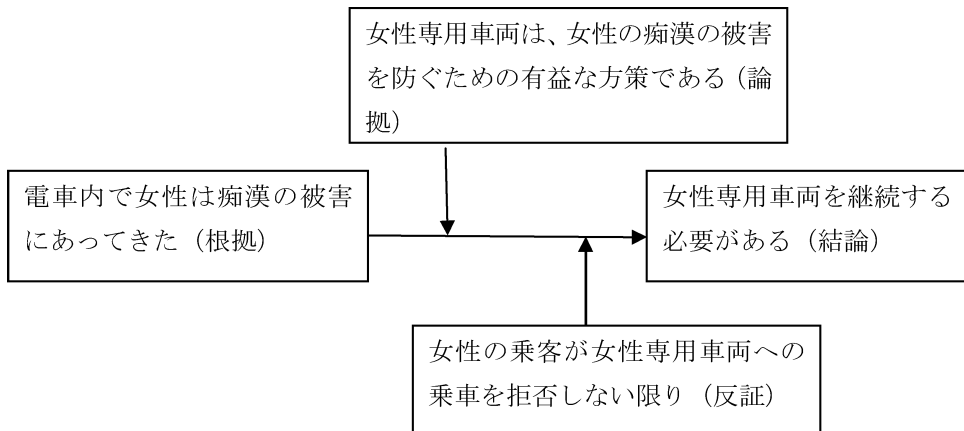 女性専用車両は、女性の痴漢の被害
を防ぐための有益な方策である（論
拠）
電車内で女性は痴漢の被害
にあってきた（根拠）
女性専用車両を継続する
必要がある（結論）
女性の乗客が女性専用車両への
乗車を拒否しない限り（反証）